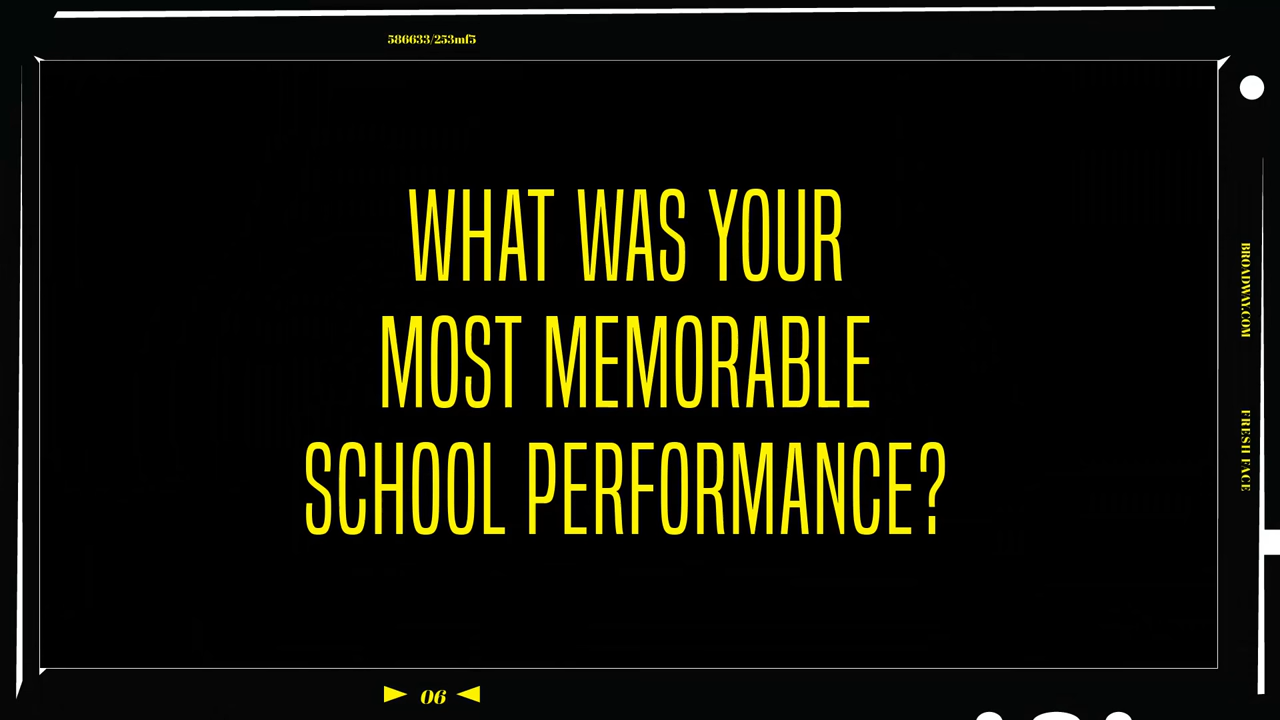 586633/253mf5
WHAT WAS YOUR
MOST MEMORABLE
SCHOOL PERFORMANCE?
BROADWAY.COM
FRESH FACE
06